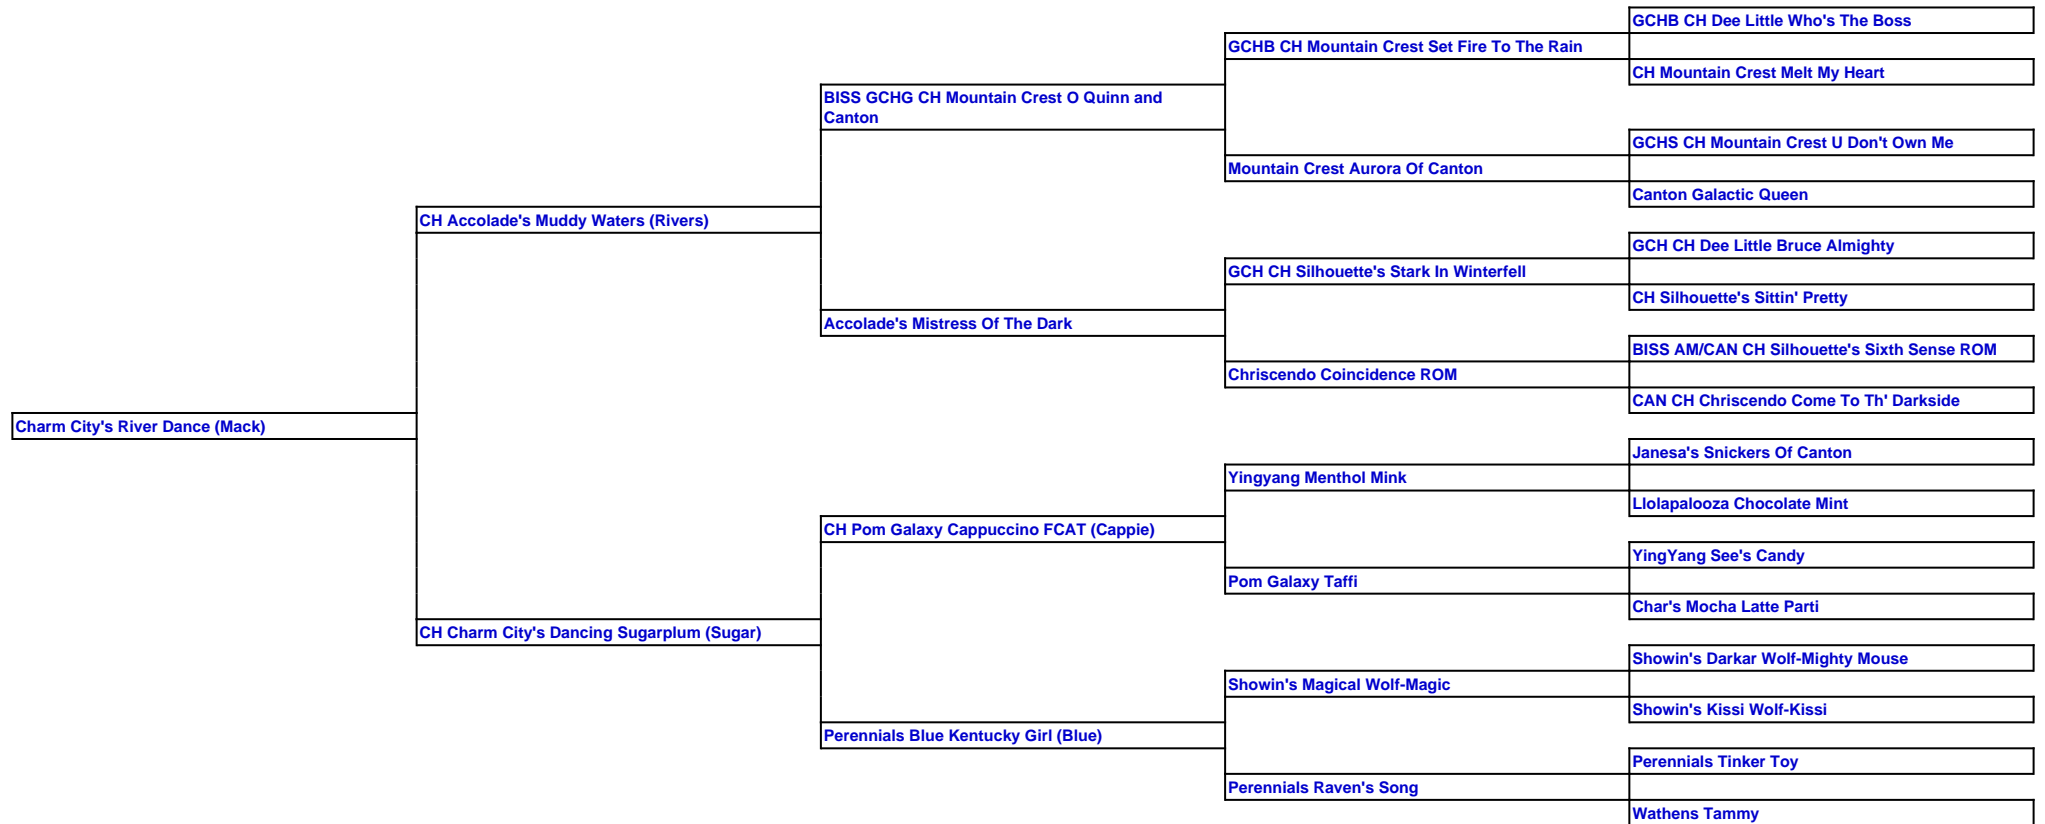 GCHB CH Dee Little Who's The Boss
GCHB CH Mountain Crest Set Fire To The Rain
CH Mountain Crest Melt My Heart
BISS GCHG CH Mountain Crest O Quinn and
Canton
GCHS CH Mountain Crest U Don't Own Me
Mountain Crest Aurora Of Canton
Canton Galactic Queen
CH Accolade's Muddy Waters (Rivers)
GCH CH Dee Little Bruce Almighty
GCH CH Silhouette's Stark In Winterfell
CH Silhouette's Sittin' Pretty
Accolade's Mistress Of The Dark
BISS AM/CAN CH Silhouette's Sixth Sense ROM
Chriscendo Coincidence ROM
CAN CH Chriscendo Come To Th' Darkside
Charm City's River Dance (Mack)
Janesa's Snickers Of Canton
Yingyang Menthol Mink
Llolapalooza Chocolate Mint
CH Pom Galaxy Cappuccino FCAT (Cappie)
YingYang See's Candy
Pom Galaxy Taffi
Char's Mocha Latte Parti
CH Charm City's Dancing Sugarplum (Sugar)
Showin's Darkar Wolf-Mighty Mouse
Showin's Magical Wolf-Magic
Showin's Kissi Wolf-Kissi
Perennials Blue Kentucky Girl (Blue)
Perennials Tinker Toy
Perennials Raven's Song
Wathens Tammy